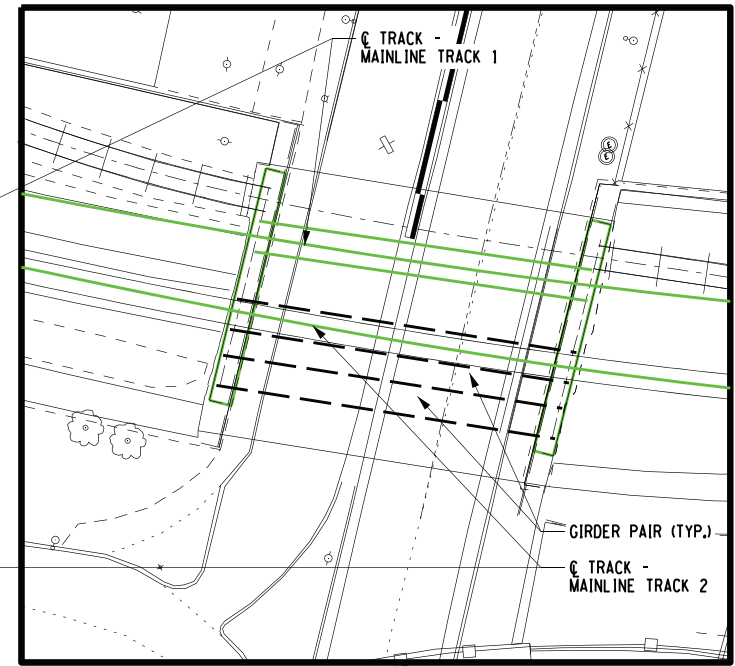 ℄ TRACK -
MAINLINE TRACK 1
E
E
GIRDER PAIR (TYP.)
℄ TRACK -
MAINLINE TRACK 2